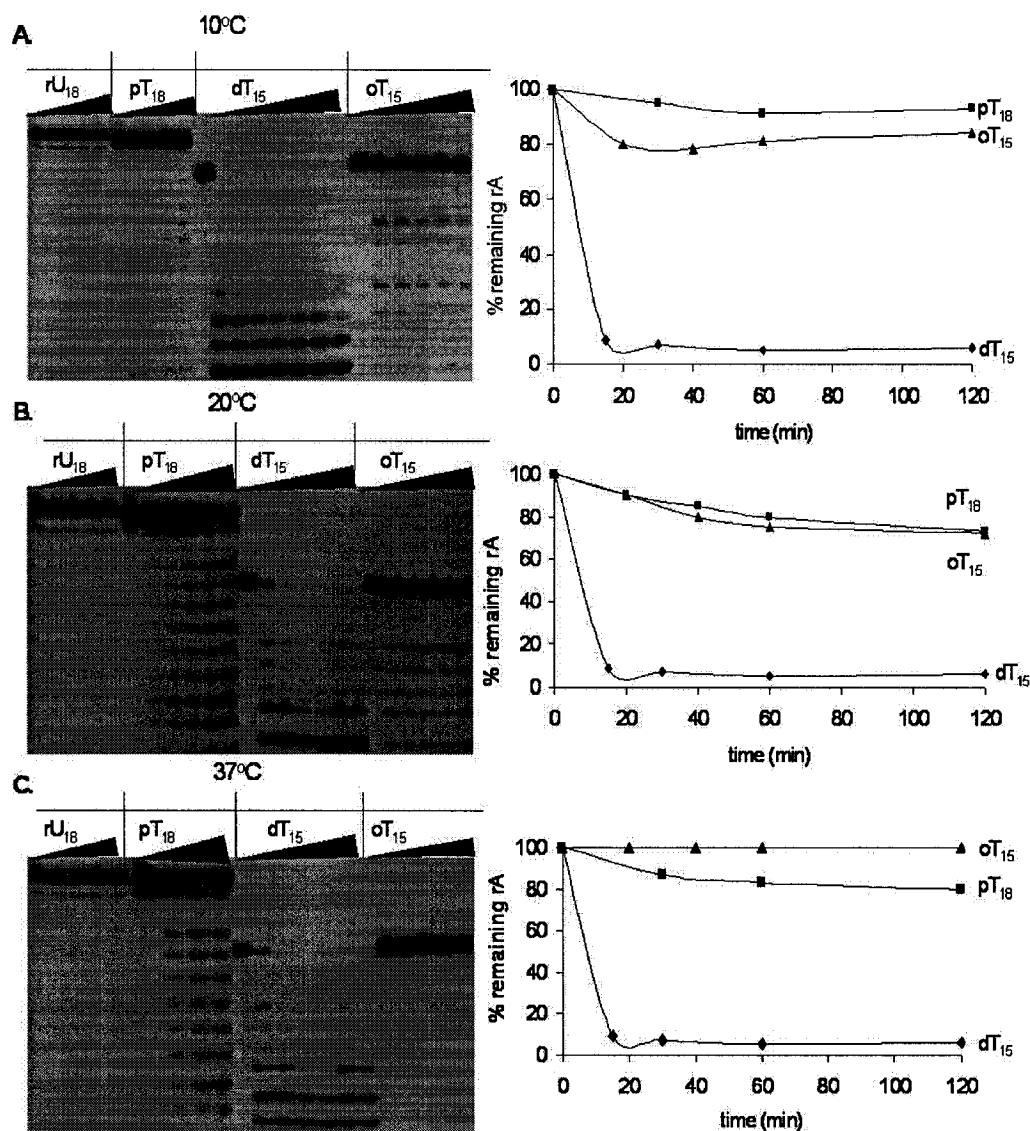 A.
10°C
rU18 pT18 dT15 oT15
% remaining rA
100
80
60
40
20
0
0 20 40 60 80 100 120
time (min)
pT18
oT15
dT15
B.
20°C
rU18 pT18 dT15 oT15
% remaining rA
100
80
60
40
20
0
0 20 40 60 80 100 120
time (min)
pT18
oT15
dT15
C.
37°C
rU18 pT18 dT15 oT15
% remaining rA
100
80
60
40
20
0
0 20 40 60 80 100 120
time (min)
oT15
pT18
dT15